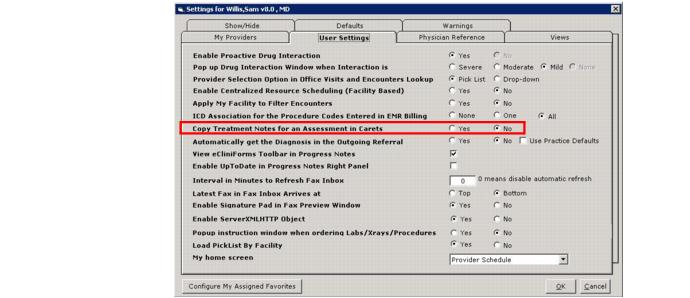 Settings for Willis,Sam v8.0 , MD
Show/Hide Defaults Warnings
My Providers User Settings Physician Reference Views
Enable Proactive Drug Interaction Yes No
Pop up Drug Interaction Window when Interaction is Severe Moderate Mild None
Provider Selection Option in Office Visits and Encounters Lookup Pick List Drop-down
Enable Centralized Resource Scheduling (Facility Based) Yes No
Apply My Facility to Filter Encounters Yes No
ICD Association for the Procedure Codes Entered in EMR Billing None One All
Copy Treatment Notes for an Assessment in Carets Yes No
Automatically get the Diagnosis in the Outgoing Referral Yes No Use Practice Defaults
View eCliniForms Toolbar in Progress Notes
Enable UpToDate in Progress Notes Right Panel
Interval in Minutes to Refresh Fax Inbox 0 0 means disable automatic refresh
Latest Fax in Fax Inbox Arrives at Top Bottom
Enable Signature Pad in Fax Preview Window Yes No
Enable ServerXMLHTTP Object Yes No
Popup instruction window when ordering Labs/Xrays/Procedures Yes No
Load PickList By Facility Yes No
My home screen Provider Schedule
Configure My Assigned Favorites OK Cancel